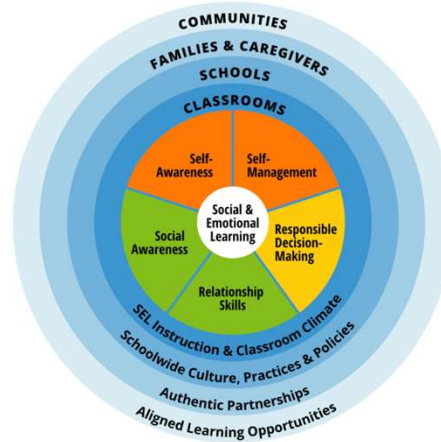 COMMUNITIES
FAMILIES & CAREGIVERS
SCHOOLS
CLASSROOMS
Self-
Awareness
Self-
Management
Social
Awareness
Social &
Emotional
Learning
Responsible
Decision-
Making
Relationship
Skills
SEL Instruction & Classroom Climate
Schoolwide Culture, Practices & Policies
Authentic Partnerships
Aligned Learning Opportunities